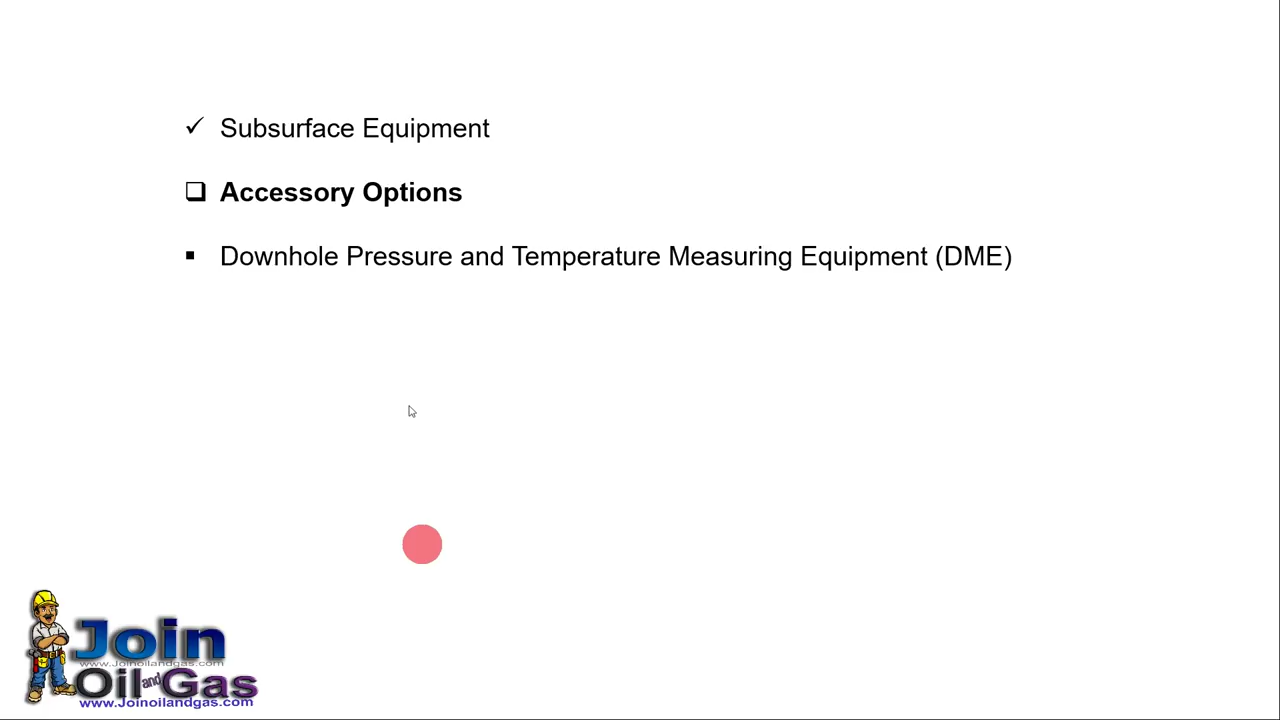 Subsurface Equipment
Accessory Options
Downhole Pressure and Temperature Measuring Equipment (DME)
Join
www.Joinoilandgas.com
Oil and Gas
www.Joinoilandgas.com